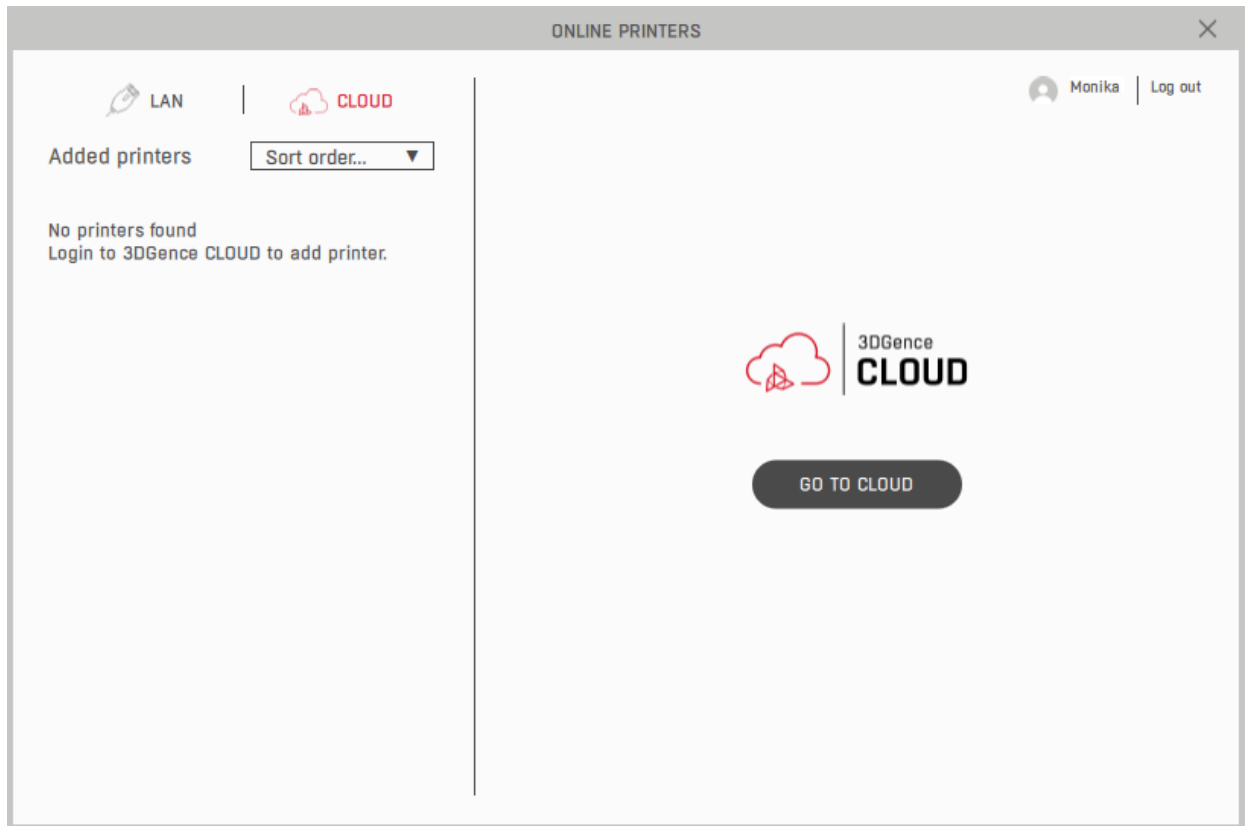 ONLINE PRINTERS
LAN
CLOUD
Monika
Log out
Added printers
Sort order...
No printers found
Login to 3DGence CLOUD to add printer.
3DGence
CLOUD
GO TO CLOUD